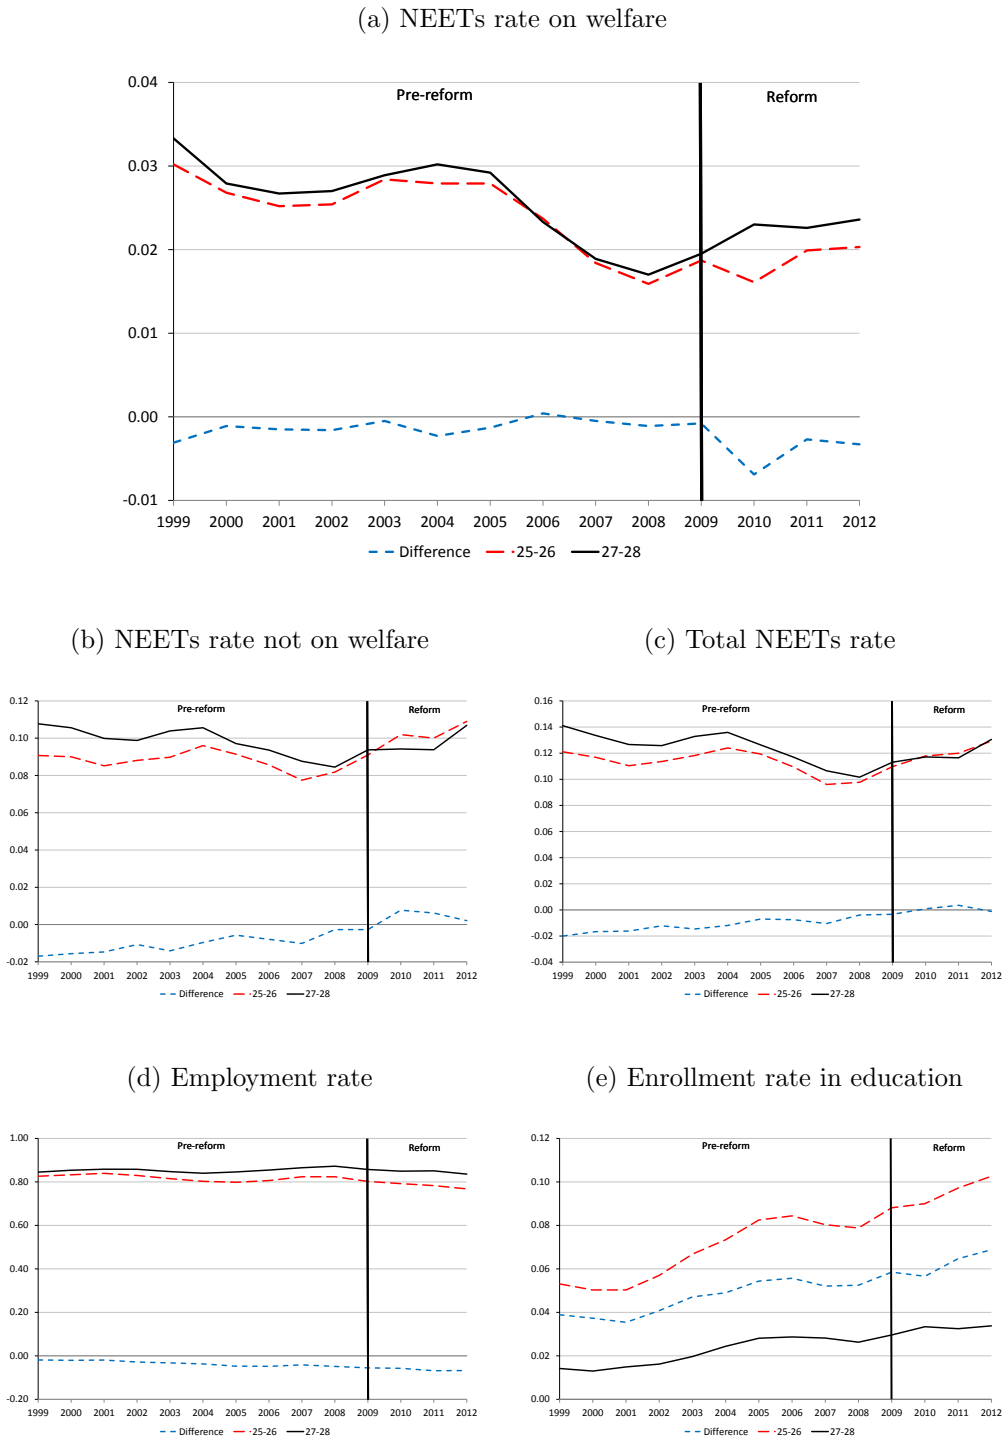 (a) NEETs rate on welfare
0.04
Pre-reform Reform
0.03
0.02
0.01
0.00
-0.01
1999 2000 2001 2002 2003 2004 2005 2006 2007 2008 2009 2010 2011 2012
Difference 25-26 27-28
(b) NEETs rate not on welfare
0.12
Pre-reform Reform
0.10
0.08
0.06
0.04
0.02
0.00
-0.02
1999 2000 2001 2002 2003 2004 2005 2006 2007 2008 2009 2010 2011 2012
Difference 25-26 27-28
(c) Total NEETs rate
0.16
Pre-reform Reform
0.14
0.12
0.10
0.08
0.06
0.04
0.02
0.00
-0.02
-0.04
1999 2000 2001 2002 2003 2004 2005 2006 2007 2008 2009 2010 2011 2012
Difference 25-26 27-28
(d) Employment rate
1.00
Pre-reform Reform
0.80
0.60
0.40
0.20
0.00
-0.20
1999 2000 2001 2002 2003 2004 2005 2006 2007 2008 2009 2010 2011 2012
Difference 25-26 27-28
(e) Enrollment rate in education
0.12
Pre-reform Reform
0.10
0.08
0.06
0.04
0.02
0.00
1999 2000 2001 2002 2003 2004 2005 2006 2007 2008 2009 2010 2011 2012
Difference 25-26 27-28